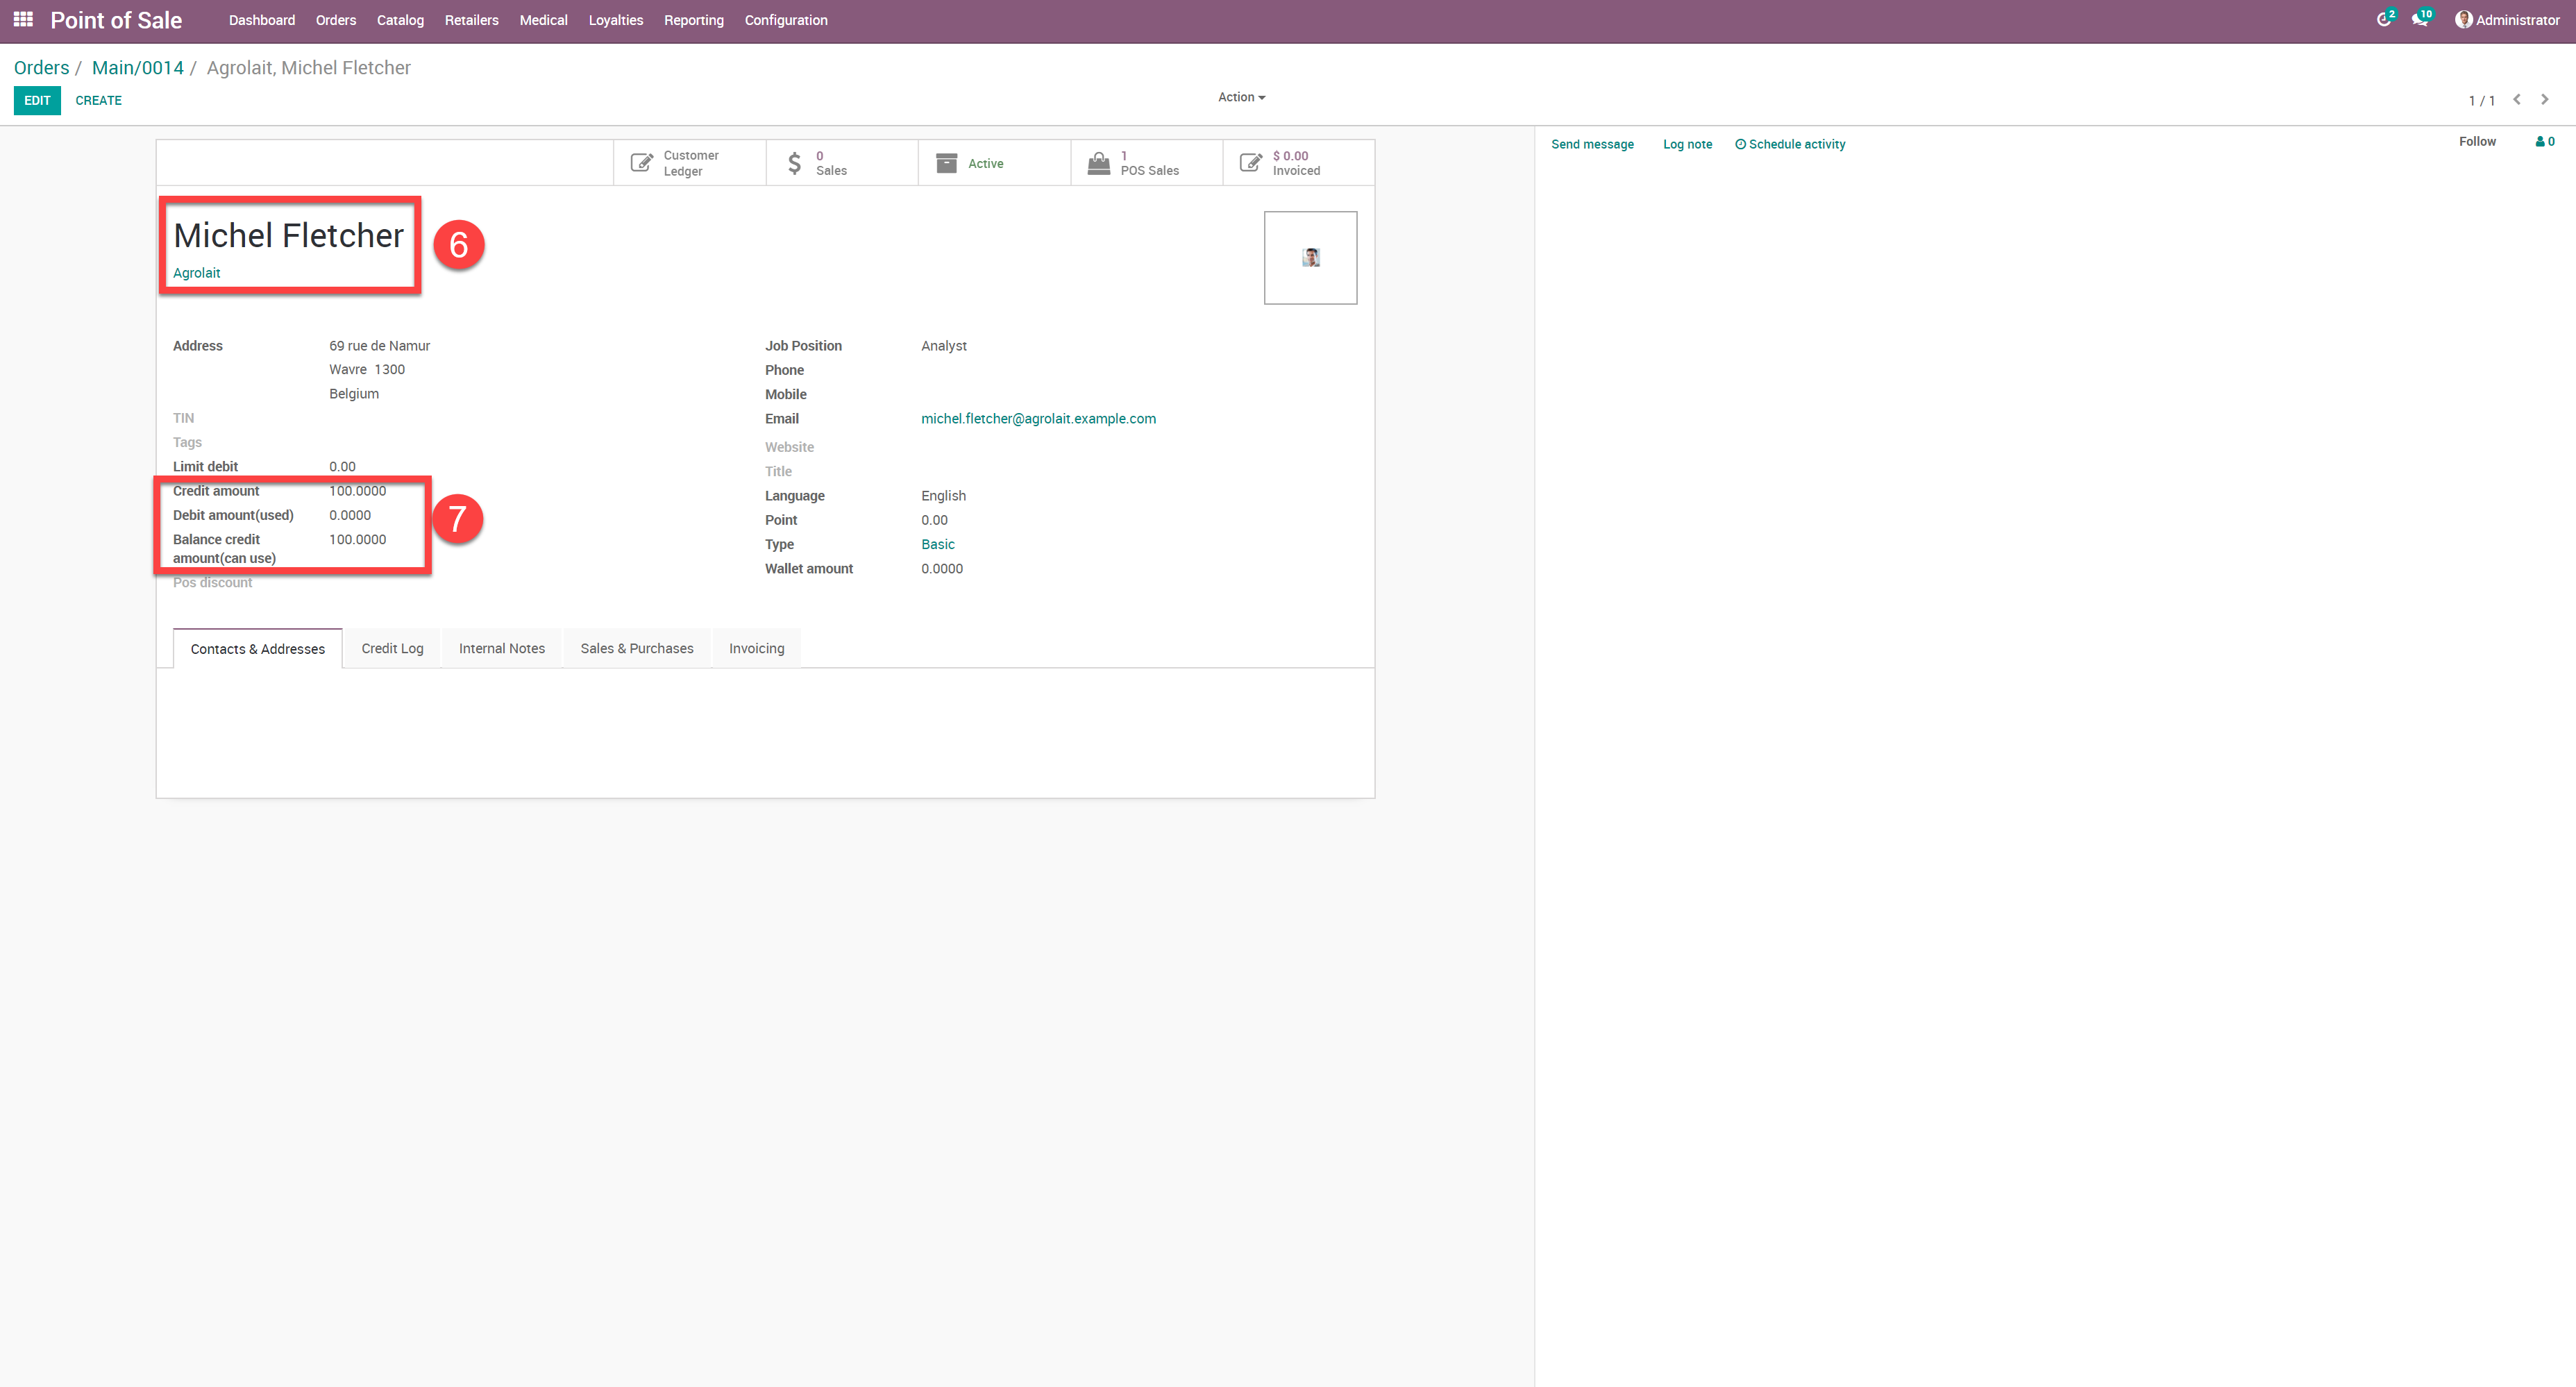 Point of Sale Dashboard Orders Catalog Retailers Medical Loyalties Reporting Configuration 2 10 Administrator
Orders / Main/0014 / Agrolait, Michel Fletcher
EDIT CREATE Action 1 / 1
Customer Ledger
0 Sales
Active
1 POS Sales
$ 0.00 Invoiced
Send message Log note Schedule activity Follow 0
Michel Fletcher
6
Agrolait
Address 69 rue de Namur
Wavre 1300
Belgium
TIN
Tags
Limit debit 0.00
Credit amount 100.0000
Debit amount(used) 0.0000
7
Balance credit 100.0000
amount(can use)
Pos discount
Job Position Analyst
Phone
Mobile
Email michel.fletcher@agrolait.example.com
Website
Title
Language English
Point 0.00
Type Basic
Wallet amount 0.0000
Contacts & Addresses Credit Log Internal Notes Sales & Purchases Invoicing